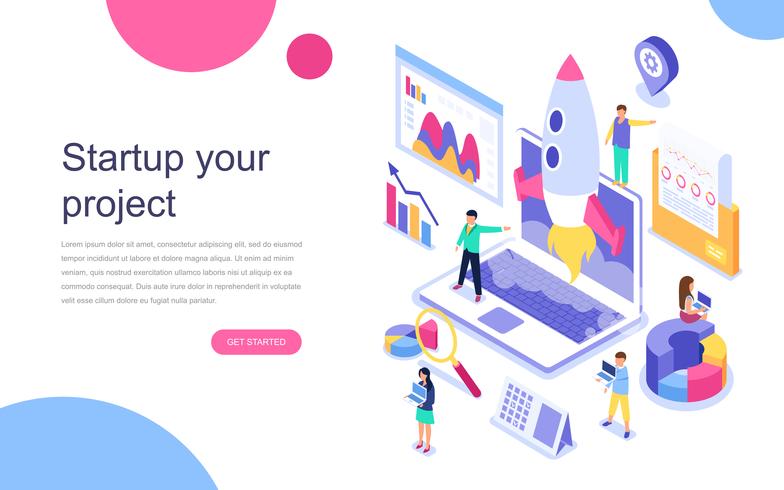 Startup your
project
Lorem ipsum dolor sit amet, consectetur adipiscing elit, sed do eiusmod
tempor incididunt ut labore et dolore magna aliqua. Ut enim ad minim
veniam, quis nostrud exercitation ullamco laboris nisi ut aliquip ex ea
commodo consequat. Duis aute irure dolor in reprehenderit in voluptate
velit esse cillum dolore eu fugiat nulla pariatur.
GET STARTED